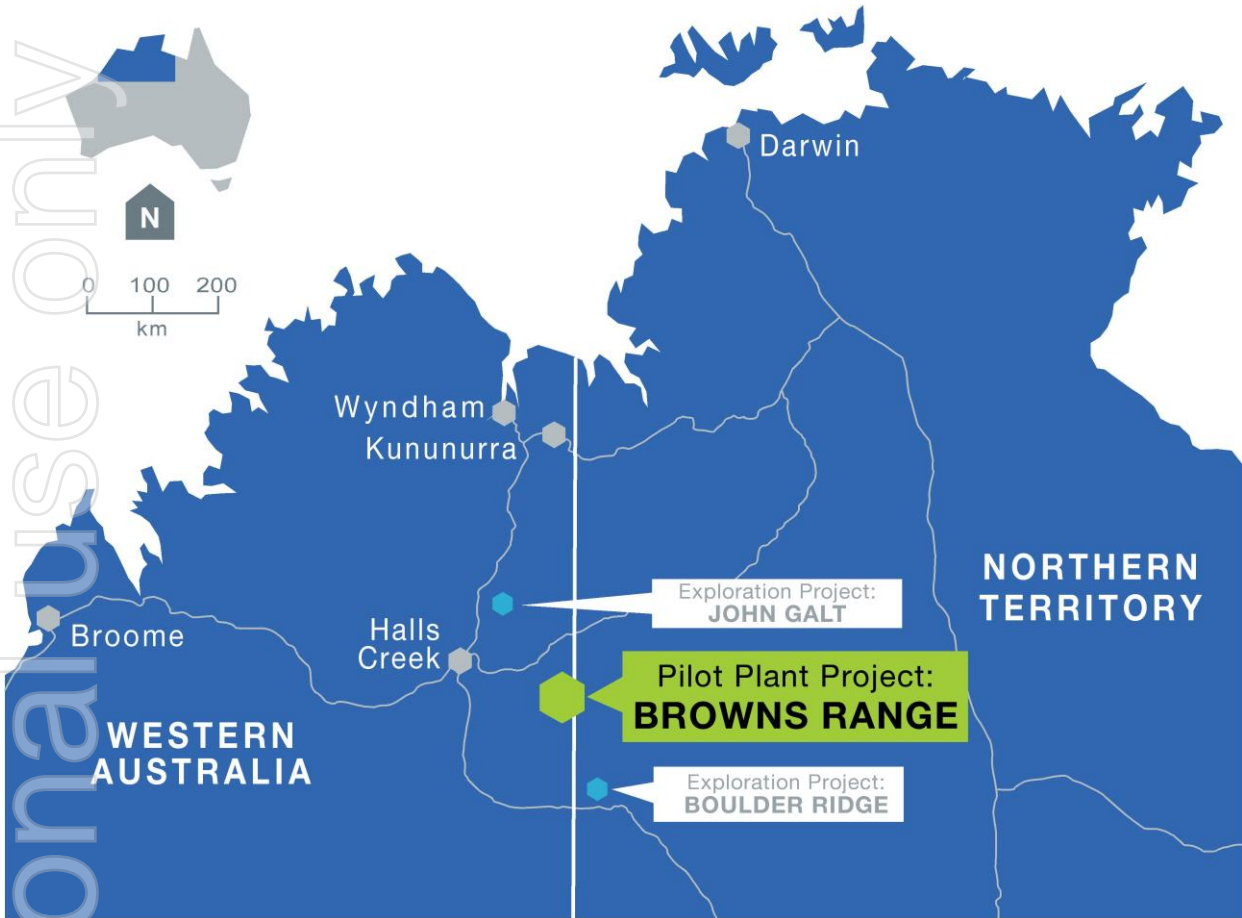 onal use only
N
0 100 200
km
Darwin
Wyndham
Kununurra
Broome
Halls
Creek
Exploration Project:
JOHN GALT
Pilot Plant Project:
BROWNS RANGE
Exploration Project:
BOULDER RIDGE
WESTERN
AUSTRALIA
NORTHERN
TERRITORY